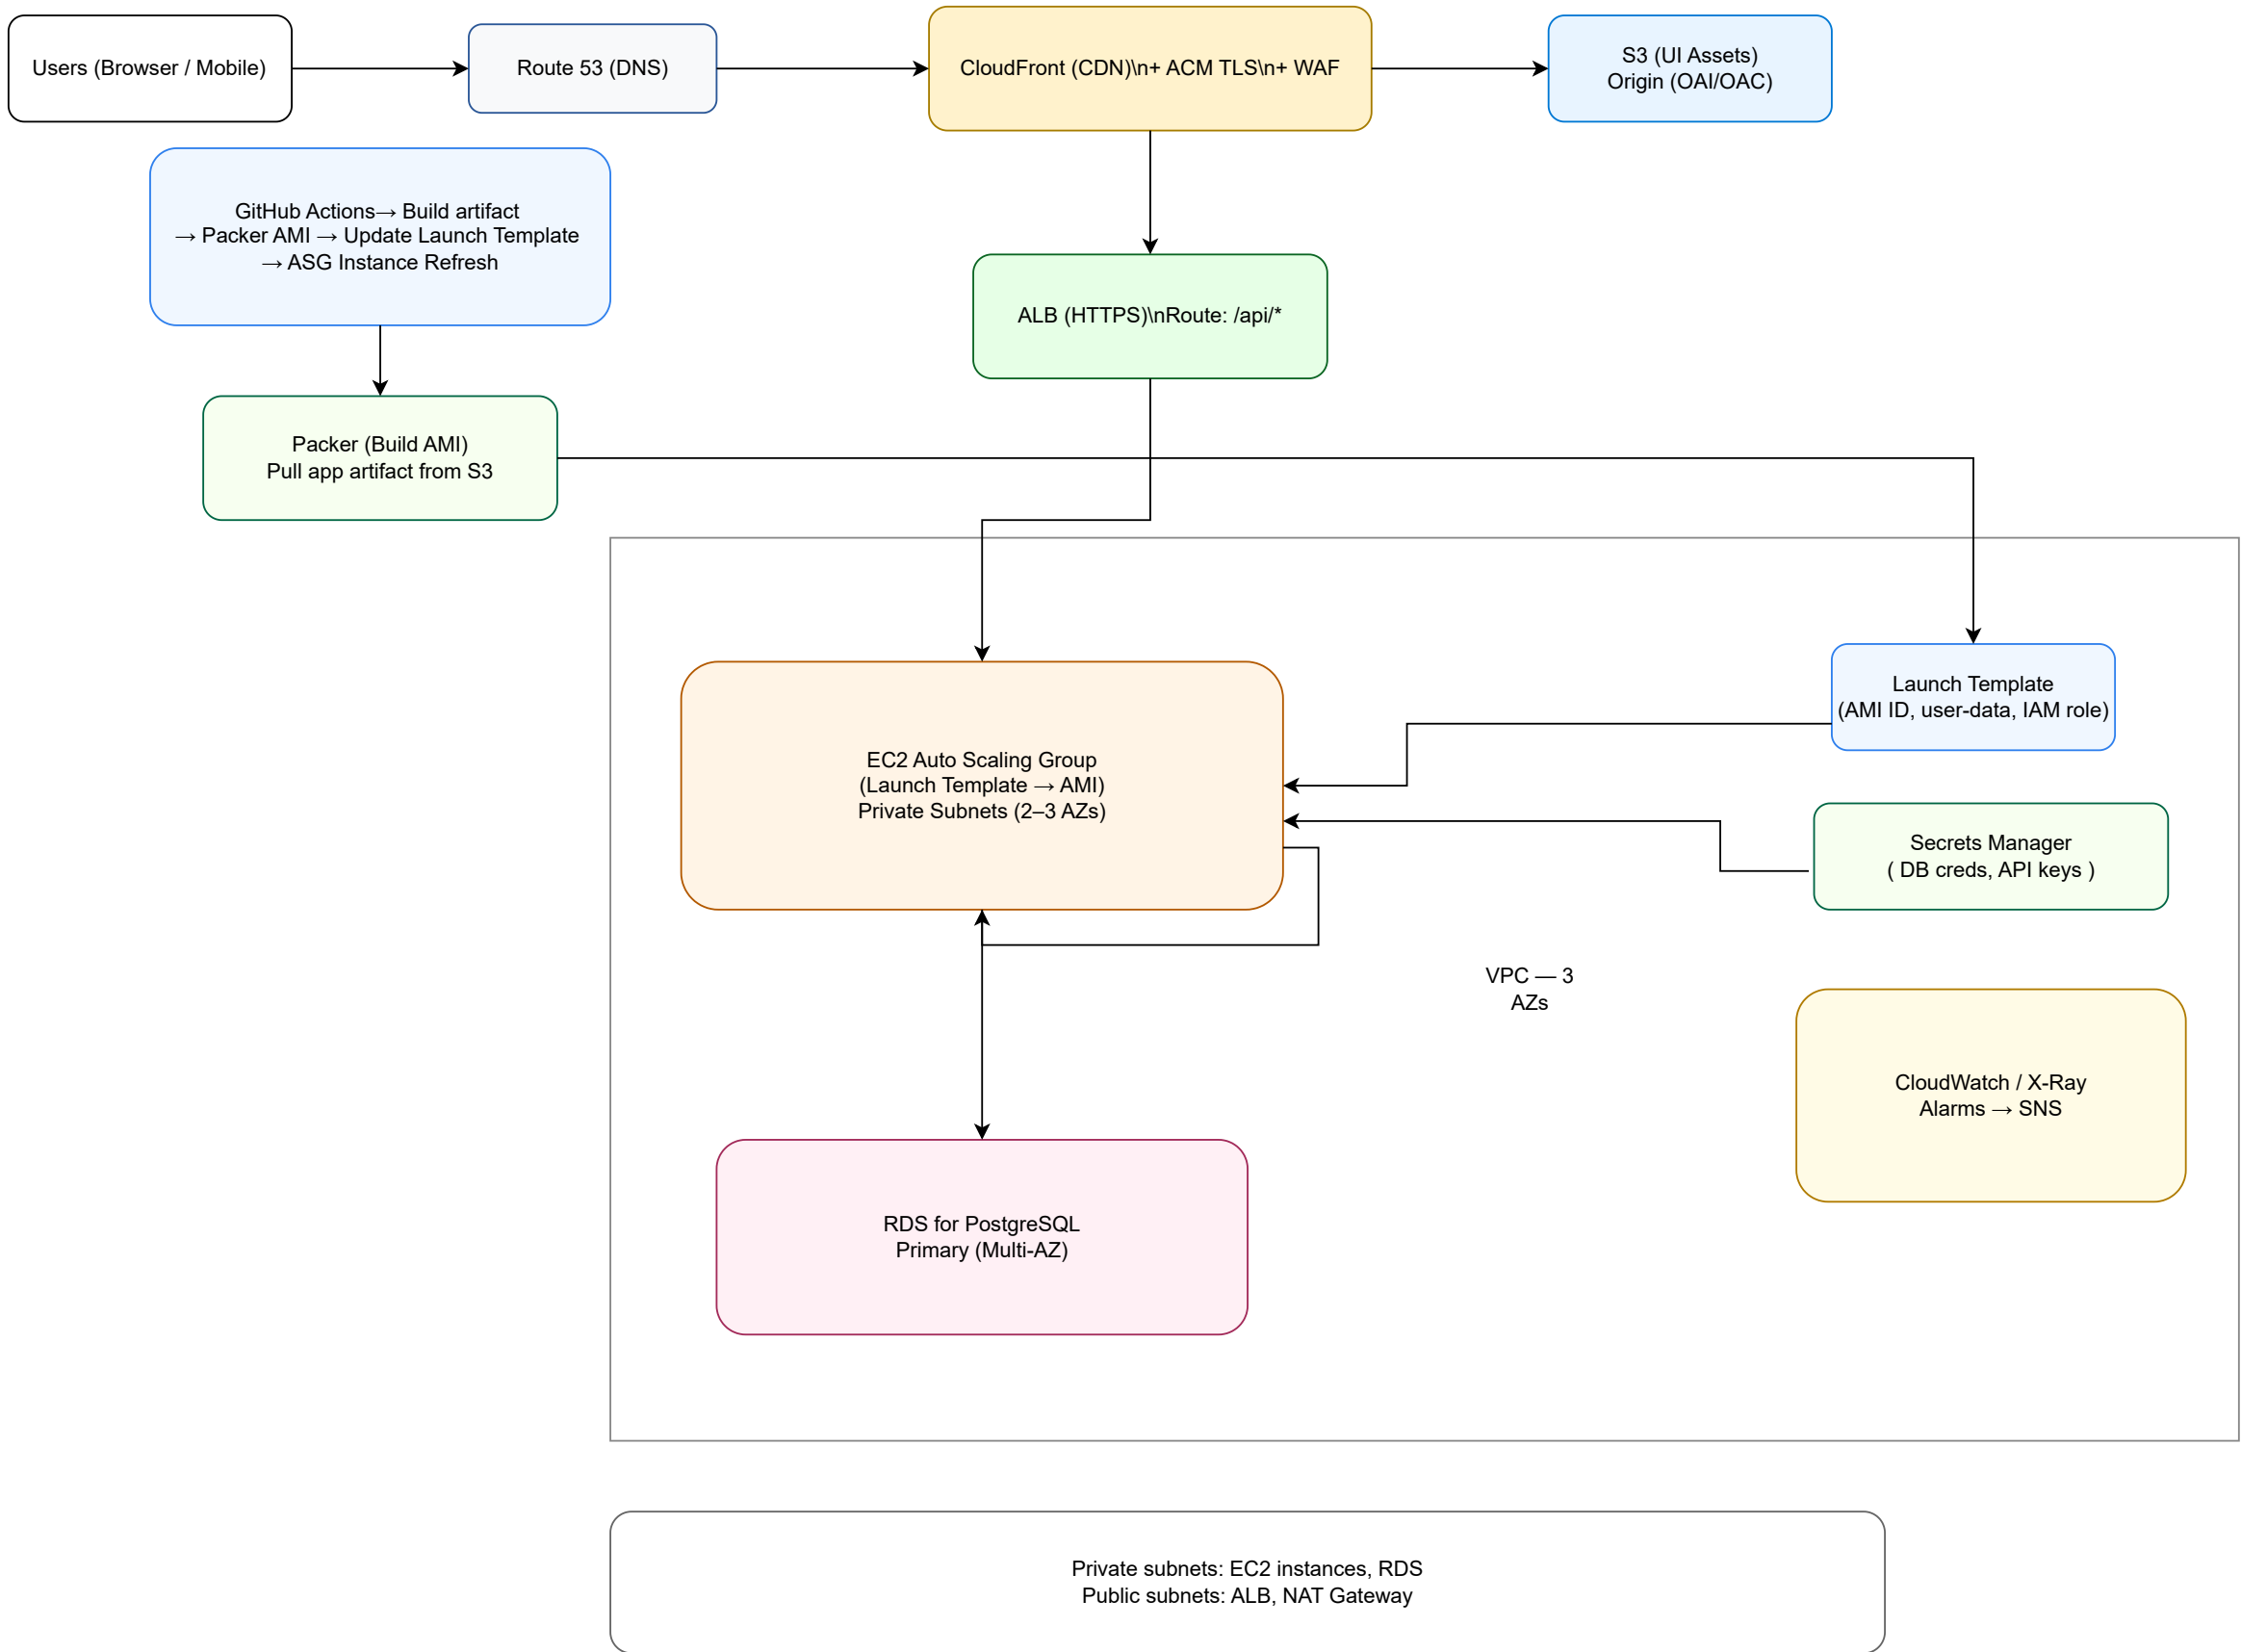 Users (Browser / Mobile)
Route 53 (DNS)
CloudFront (CDN)\n+ ACM TLS\n+ WAF
S3 (UI Assets)
Origin (OAI/OAC)
GitHub Actions→ Build artifact
→ Packer AMI → Update Launch Template
→ ASG Instance Refresh
ALB (HTTPS)\nRoute: /api/*
Packer (Build AMI)
Pull app artifact from S3
Launch Template
(AMI ID, user-data, IAM role)
EC2 Auto Scaling Group
(Launch Template → AMI)
Private Subnets (2–3 AZs)
Secrets Manager
( DB creds, API keys )
VPC — 3
AZs
CloudWatch / X-Ray
Alarms → SNS
RDS for PostgreSQL
Primary (Multi-AZ)
Private subnets: EC2 instances, RDS
Public subnets: ALB, NAT Gateway